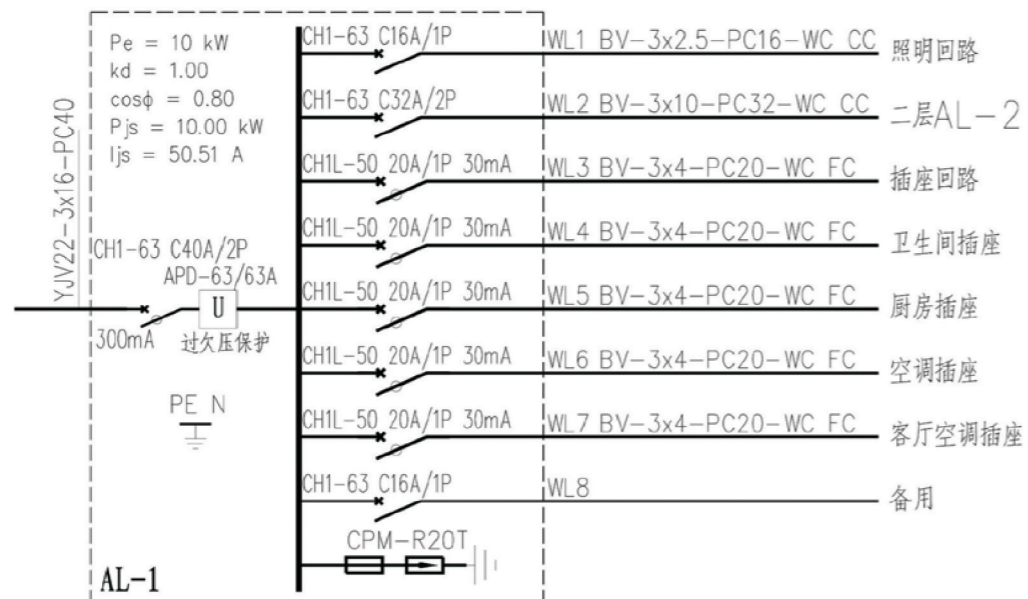 Pe = 10 kW
kd = 1.00
cosϕ = 0.80
Pjs = 10.00 kW
Ijs = 50.51 A
YJV22-3x16-PC40
CH1-63 C40A/2P
APD-63/63A
U
300mA
过欠压保护
PE N
AL-1
CH1-63 C16A/1P WL1 BV-3x2.5-PC16-WC CC 照明回路
CH1-63 C32A/2P WL2 BV-3x10-PC32-WC CC 二层AL-2
CH1L-50 20A/1P 30mA WL3 BV-3x4-PC20-WC FC 插座回路
CH1L-50 20A/1P 30mA WL4 BV-3x4-PC20-WC FC 卫生间插座
CH1L-50 20A/1P 30mA WL5 BV-3x4-PC20-WC FC 厨房插座
CH1L-50 20A/1P 30mA WL6 BV-3x4-PC20-WC FC 空调插座
CH1L-50 20A/1P 30mA WL7 BV-3x4-PC20-WC FC 客厅空调插座
CH1-63 C16A/1P WL8 备用
CPM-R20T